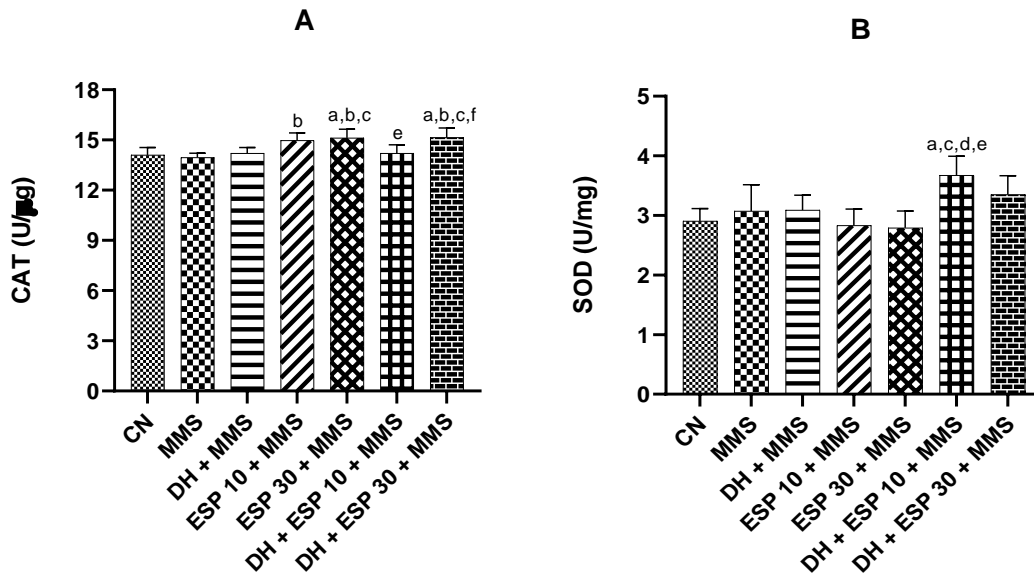 A
CAT (U/µg)
18
15
12
9
6
3
0
b
a,b,c
e
a,b,c,f
CN
MMS
DH + MMS
ESP 10 + MMS
ESP 30 + MMS
DH + ESP 10 + MMS
DH + ESP 30 + MMS
B
SOD (U/mg)
5
4
3
2
1
0
a,c,d,e
CN
MMS
DH + MMS
ESP 10 + MMS
ESP 30 + MMS
DH + ESP 10 + MMS
DH + ESP 30 + MMS